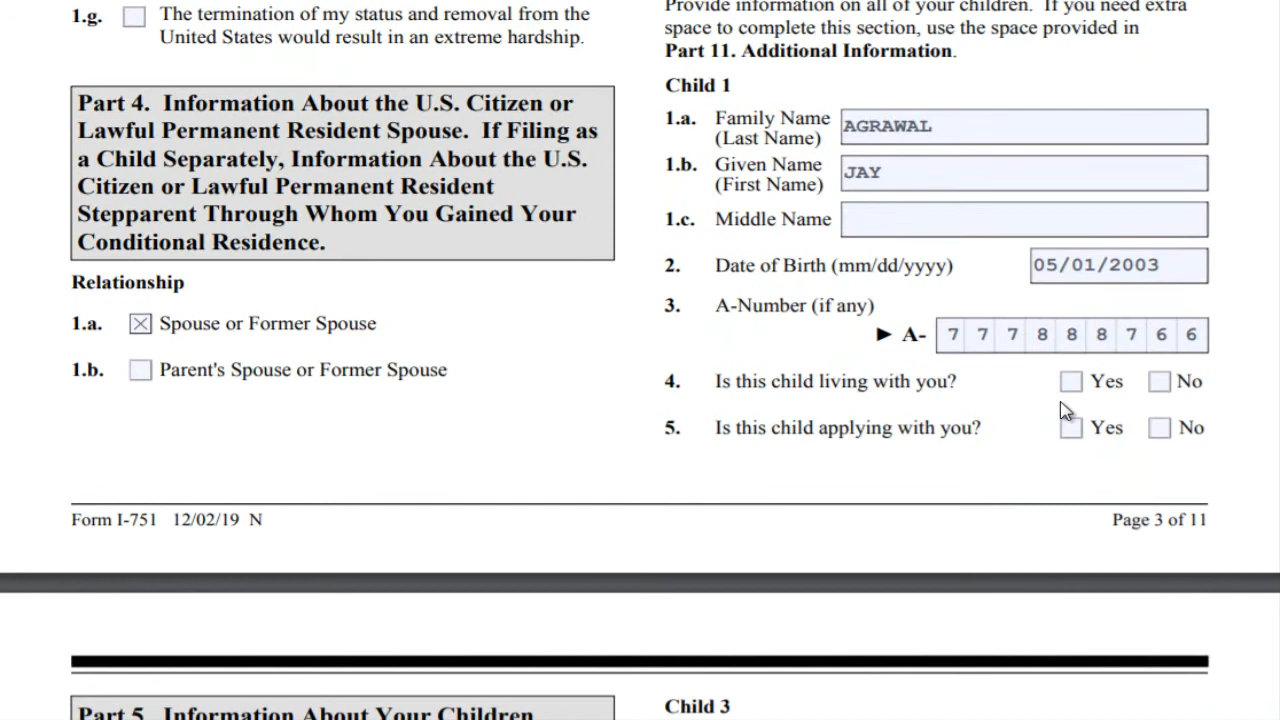 1.g. The termination of my status and removal from the
United States would result in an extreme hardship.
Part 4. Information About the U.S. Citizen or
Lawful Permanent Resident Spouse. If Filing as
a Child Separately, Information About the U.S.
Citizen or Lawful Permanent Resident
Stepparent Through Whom You Gained Your
Conditional Residence.
Relationship
1.a. Spouse or Former Spouse
1.b. Parent's Spouse or Former Spouse
Provide information on all of your children. If you need extra
space to complete this section, use the space provided in
Part 11. Additional Information.
Child 1
1.a. Family Name
(Last Name) AGRAWAL
1.b. Given Name
(First Name) JAY
1.c. Middle Name
2. Date of Birth (mm/dd/yyyy) 05/01/2003
3. A-Number (if any)
► A- 7 7 7 8 8 8 7 6 6
4. Is this child living with you? Yes No
5. Is this child applying with you? Yes No
Form I-751 12/02/19 N
Page 3 of 11
Part 5. Information About Your Children
Child 3